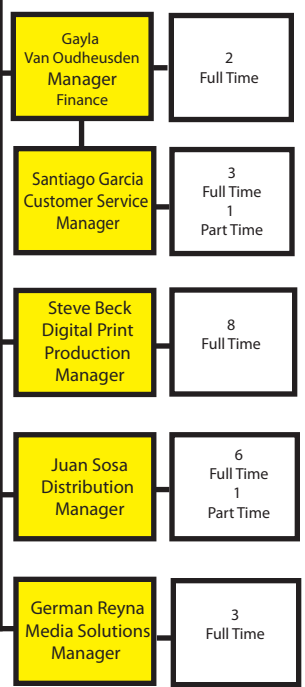 Gayla
Van Oudheusden
Manager
Finance
2
Full Time
Santiago Garcia
Customer Service
Manager
3
Full Time
1
Part Time
Steve Beck
Digital Print
Production
Manager
8
Full Time
Juan Sosa
Distribution
Manager
6
Full Time
1
Part Time
German Reyna
Media Solutions
Manager
3
Full Time